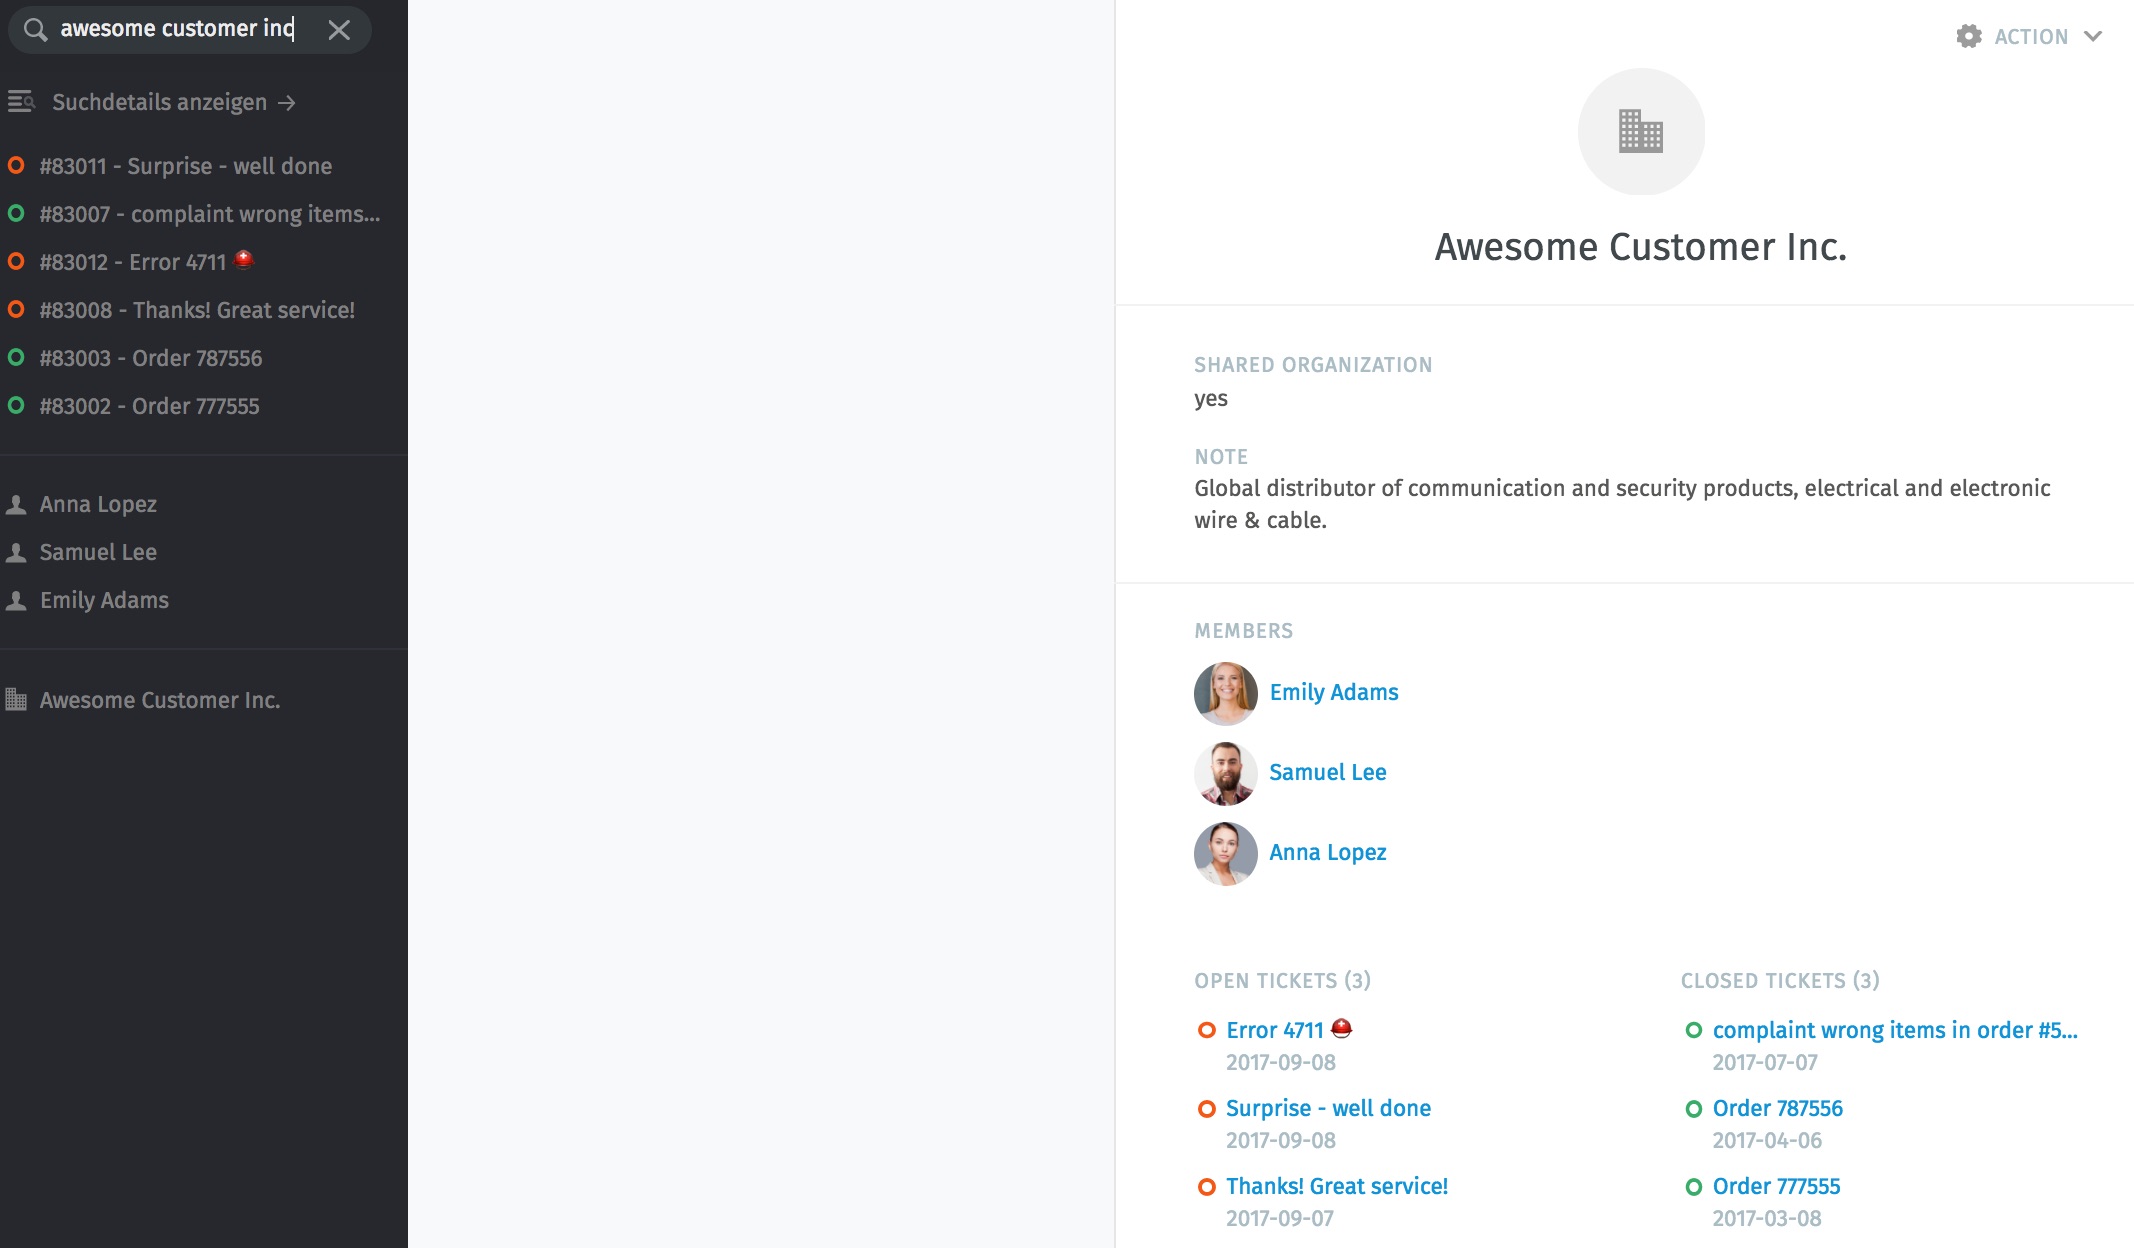 awesome customer inc
Suchdetails anzeigen →
#83011 - Surprise - well done
#83007 - complaint wrong items...
#83012 - Error 4711 ⛑
#83008 - Thanks! Great service!
#83003 - Order 787556
#83002 - Order 777555
Anna Lopez
Samuel Lee
Emily Adams
Awesome Customer Inc.
ACTION
Awesome Customer Inc.
SHARED ORGANIZATION
yes
NOTE
Global distributor of communication and security products, electrical and electronic
wire & cable.
MEMBERS
Emily Adams
Samuel Lee
Anna Lopez
OPEN TICKETS (3)
Error 4711 ⛑
2017-09-08
Surprise - well done
2017-09-08
Thanks! Great service!
2017-09-07
CLOSED TICKETS (3)
complaint wrong items in order #5...
2017-07-07
Order 787556
2017-04-06
Order 777555
2017-03-08